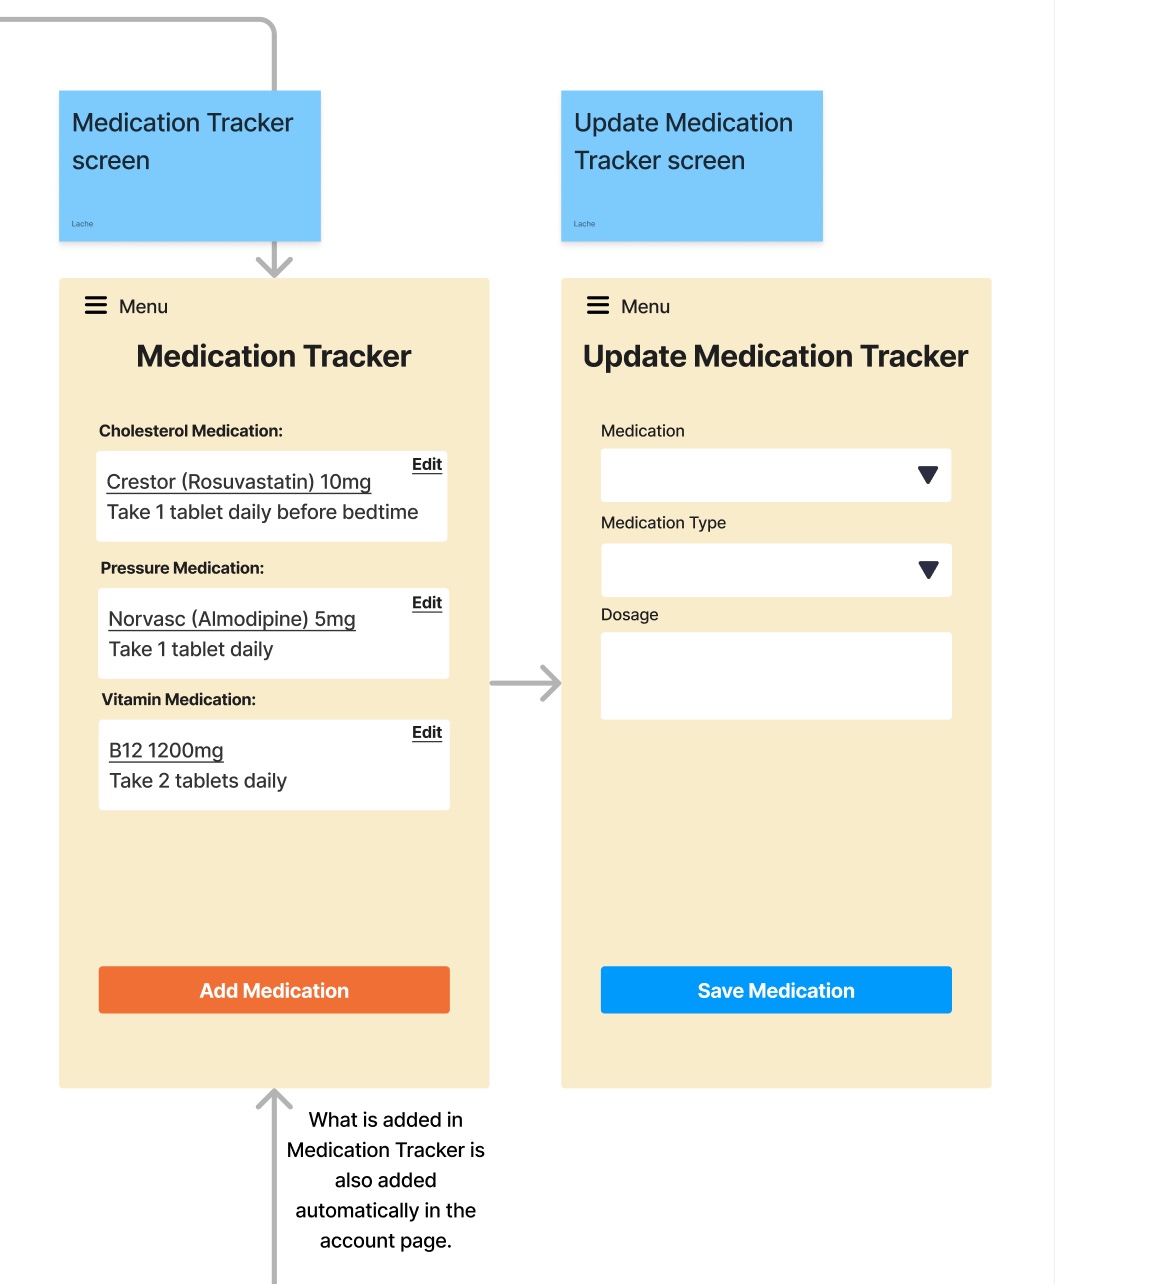 Medication Tracker
screen
Lache
Update Medication
Tracker screen
Lache
Menu
Medication Tracker
Cholesterol Medication:
Edit
Crestor (Rosuvastatin) 10mg
Take 1 tablet daily before bedtime
Pressure Medication:
Edit
Norvasc (Almodipine) 5mg
Take 1 tablet daily
Vitamin Medication:
Edit
B12 1200mg
Take 2 tablets daily
Add Medication
Menu
Update Medication Tracker
Medication
Medication Type
Dosage
Save Medication
What is added in
Medication Tracker is
also added
automatically in the
account page.